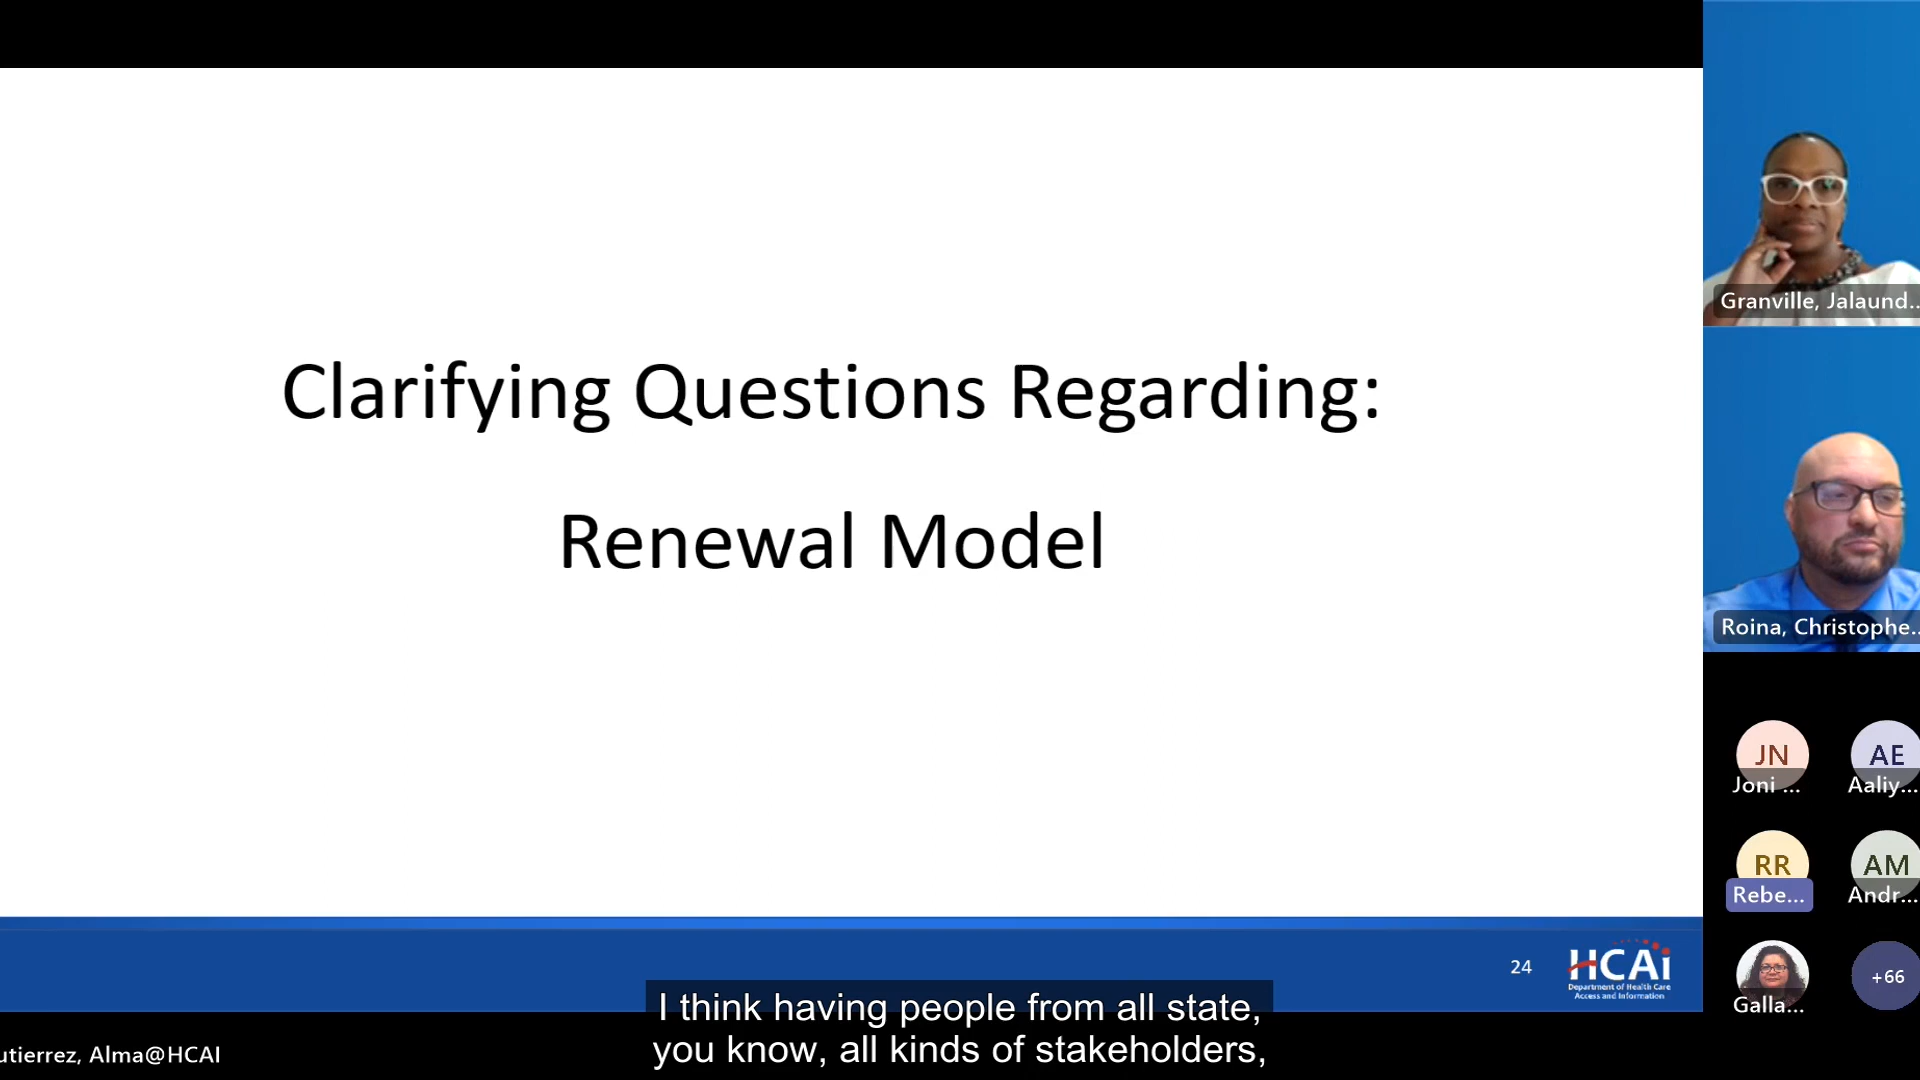 Clarifying Questions Regarding:
Renewal Model
24
HCAi
Department of Health Care
Access and Information
Granville, Jalaund...
Roina, Christophe...
JN
Joni ...
AE
Aaliy...
RR
Rebe...
AM
Andr...
Galla...
+66
I think having people from all state,
you know, all kinds of stakeholders,
utierrez, Alma@HCAI